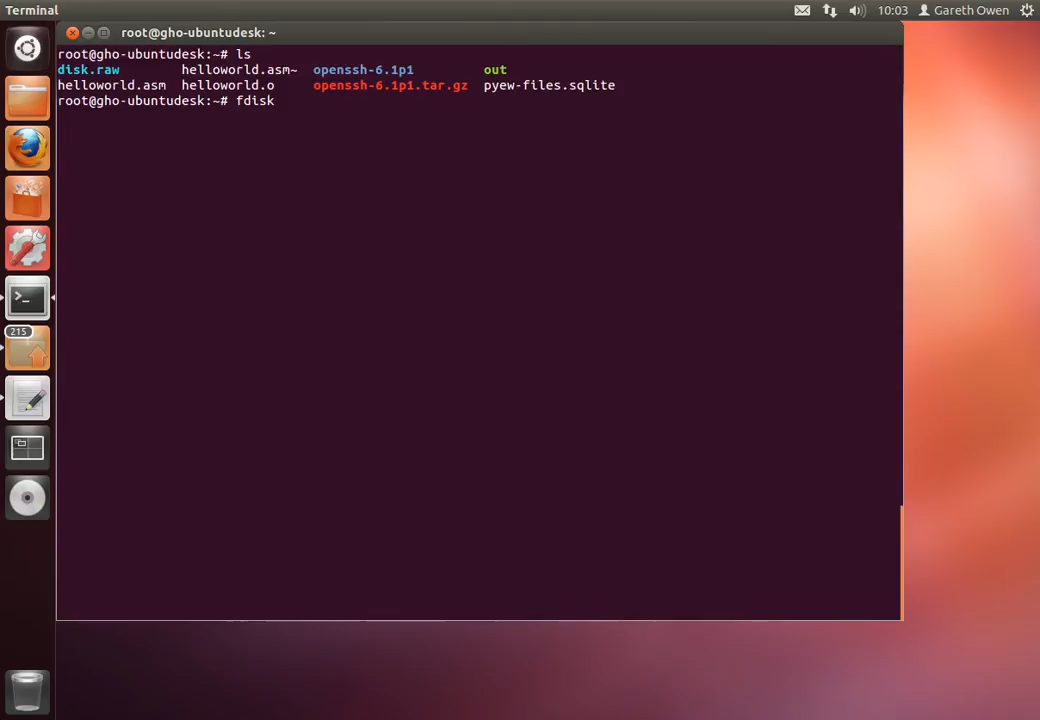 Terminal
10:03 Gareth Owen
root@gho-ubuntudesk: ~
root@gho-ubuntudesk:~# ls
disk.raw helloworld.asm~ openssh-6.1p1 out
helloworld.asm helloworld.o openssh-6.1p1.tar.gz pyew-files.sqlite
root@gho-ubuntudesk:~# fdisk
>_
215